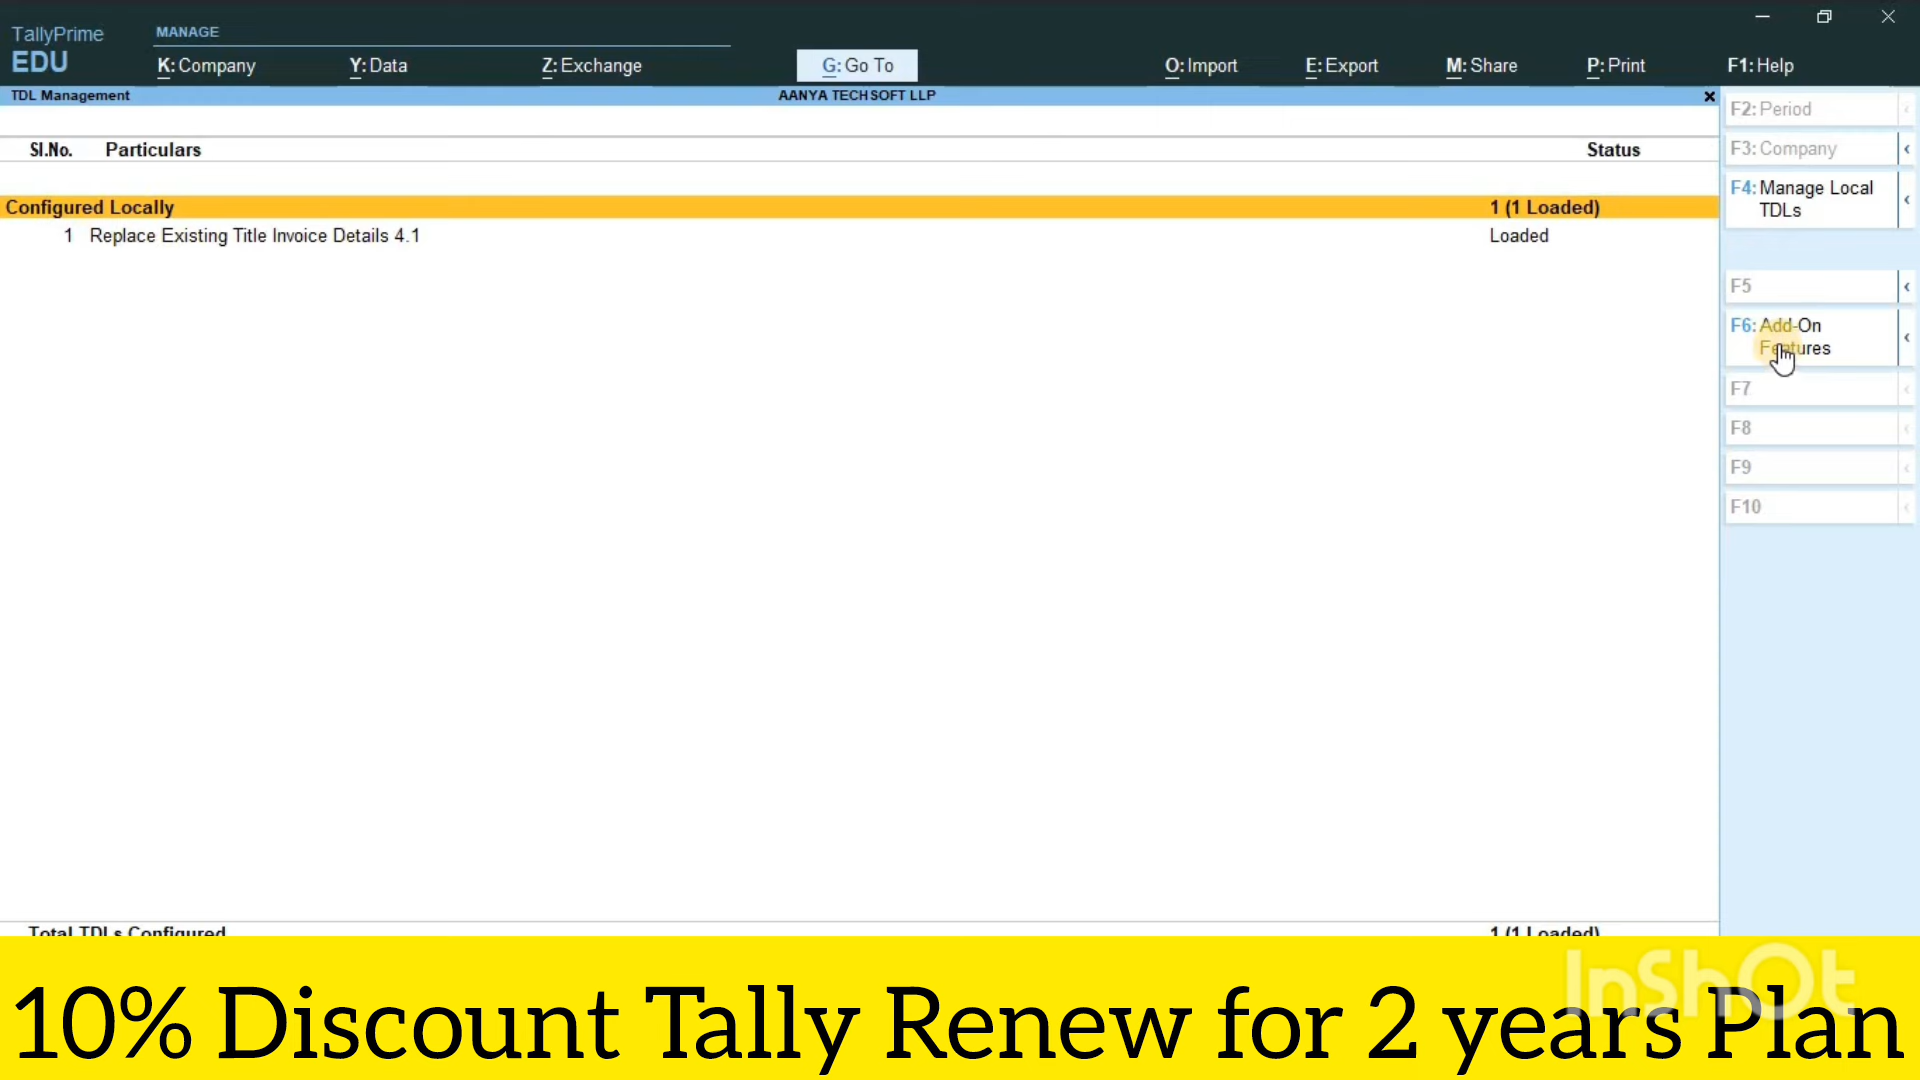 TallyPrime
EDU
MANAGE
K: Company
Y: Data
Z: Exchange
G: Go To
O: Import
E: Export
M: Share
P: Print
F1: Help
TDL Management
AANYA TECHSOFT LLP
Sl.No. Particulars Status
Configured Locally 1 (1 Loaded)
1 Replace Existing Title Invoice Details 4.1 Loaded
Total TDLs Configured 1 (1 Loaded)
F2: Period
F3: Company
F4: Manage Local
TDLs
F5
F6: Add-On
Features
F7
F8
F9
F10
InShOt
10% Discount Tally Renew for 2 years Plan